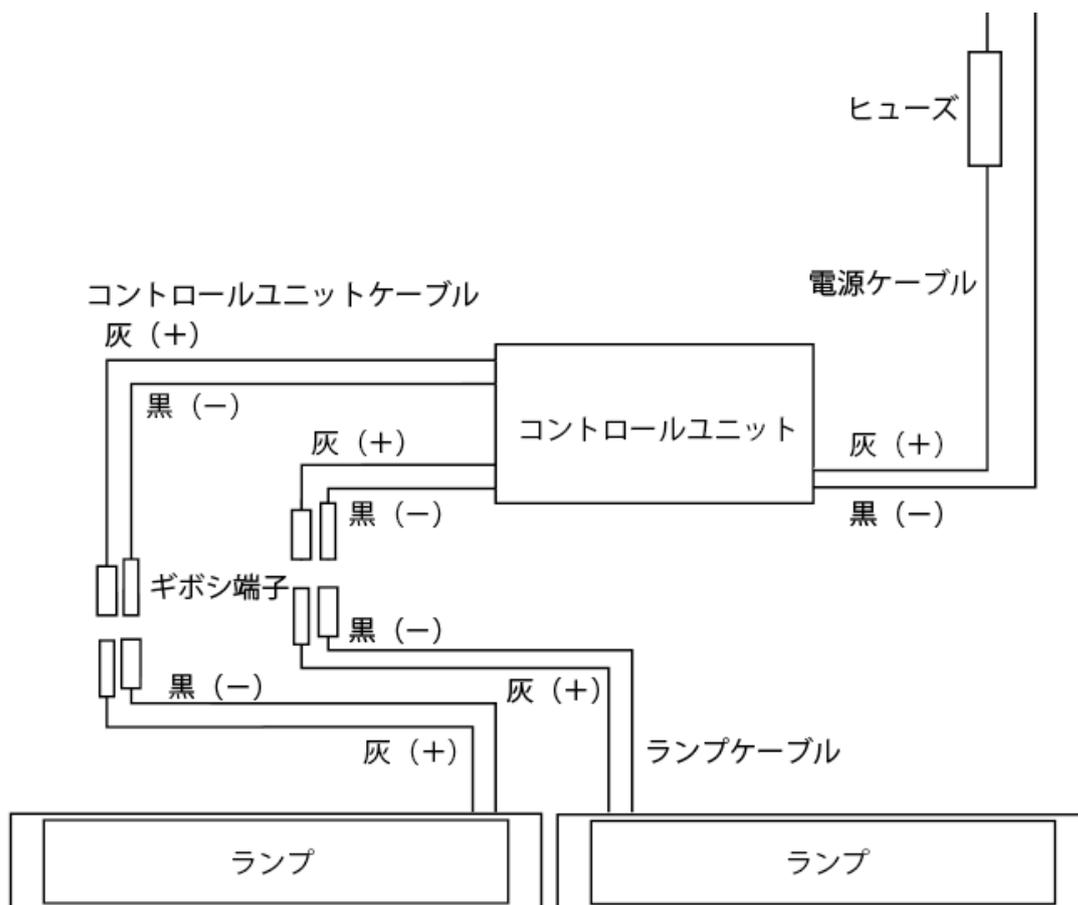 ヒューズ
電源ケーブル
コントロールユニットケーブル
灰（＋）
黒（－）
コントロールユニット
灰（＋）
灰（＋）
黒（－）
黒（－）
ギボシ端子
黒（－）
黒（－）
灰（＋）
灰（＋）
ランプケーブル
ランプ
ランプ